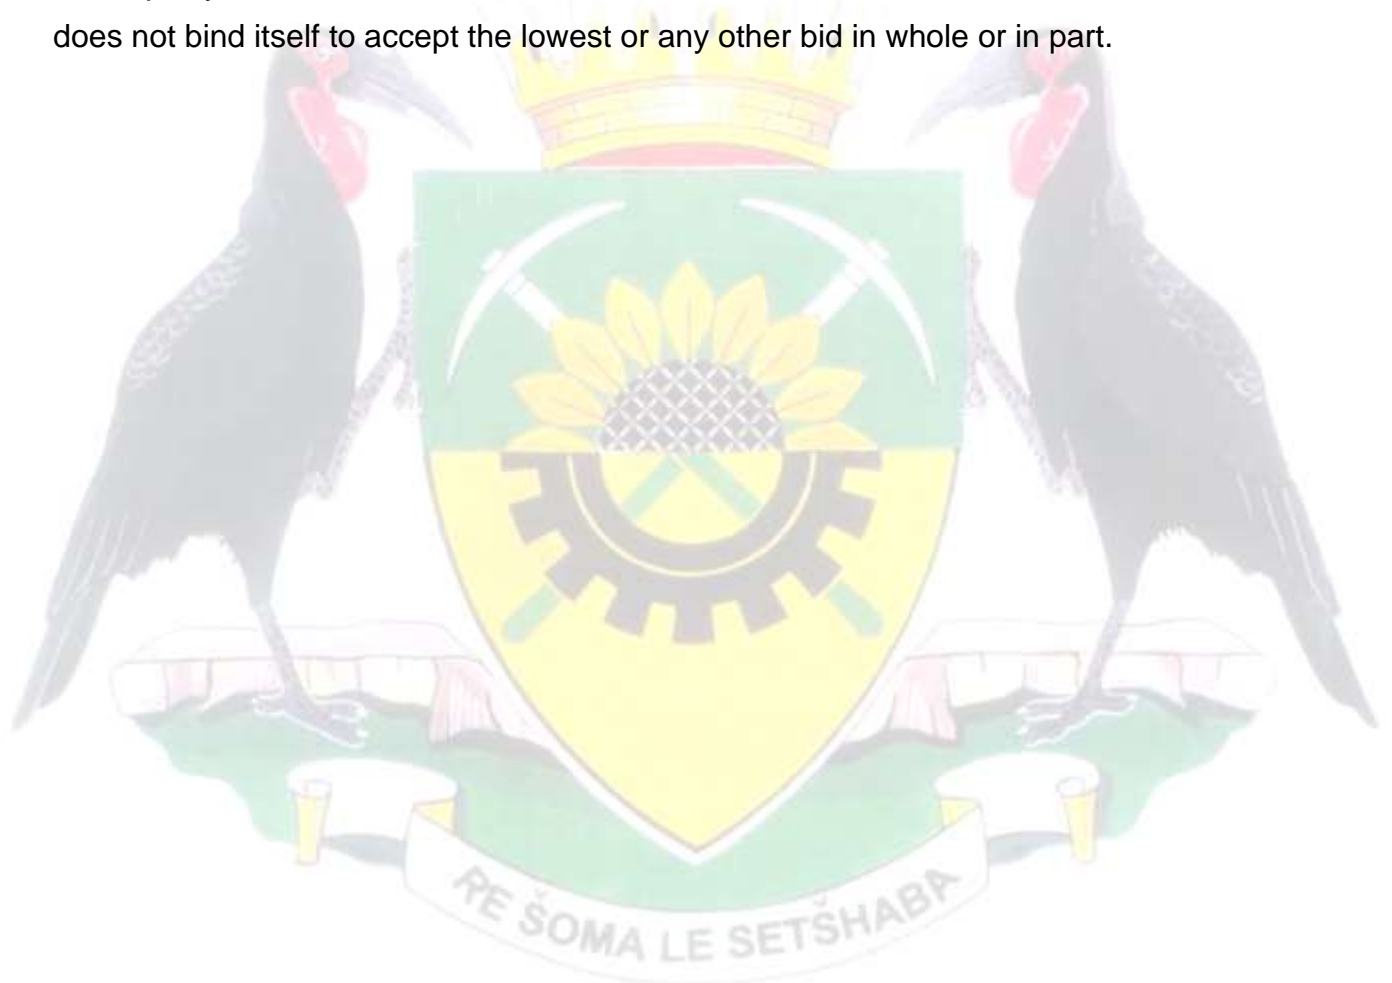 does not bind itself to accept the lowest or any other bid in whole or in part.
RE ŠOMA LE SETŠHABA